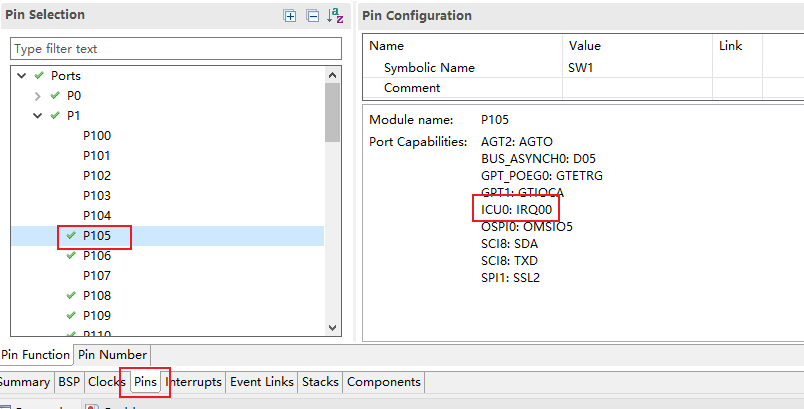 Pin Selection
Type filter text
Ports
P0
P1
P100
P101
P102
P103
P104
P105
P106
P107
P108
P109
P110
Pin Function Pin Number
Pin Configuration
Name Value Link
Symbolic Name SW1
Comment
Module name: P105
Port Capabilities: AGT2: AGTO
BUS_ASYNCH0: D05
GPT_POEG0: GTETRG
GPT1: GTIOCA
ICU0: IRQ00
OSPI0: OMSIO5
SCI8: SDA
SCI8: TXD
SPI1: SSL2
Summary BSP Clocks Pins Interrupts Event Links Stacks Components